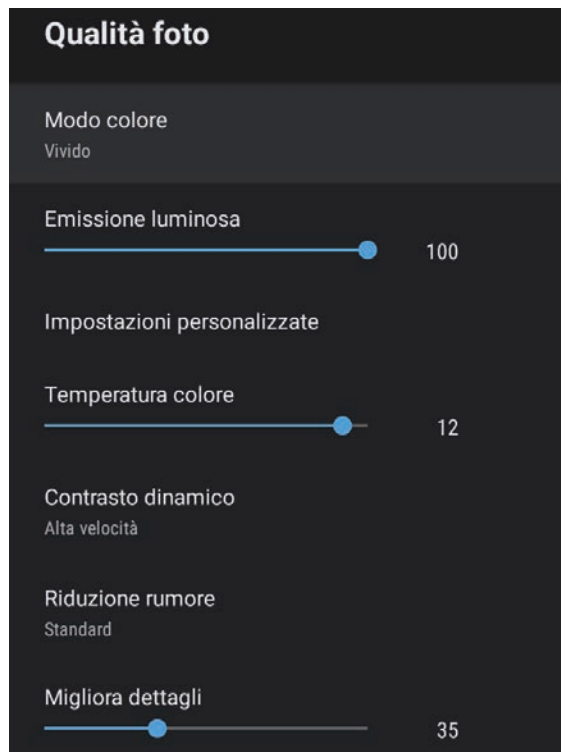 Qualità foto
Modo colore
Vivido
Emissione luminosa
100
Impostazioni personalizzate
Temperatura colore
12
Contrasto dinamico
Alta velocità
Riduzione rumore
Standard
Migliora dettagli
35